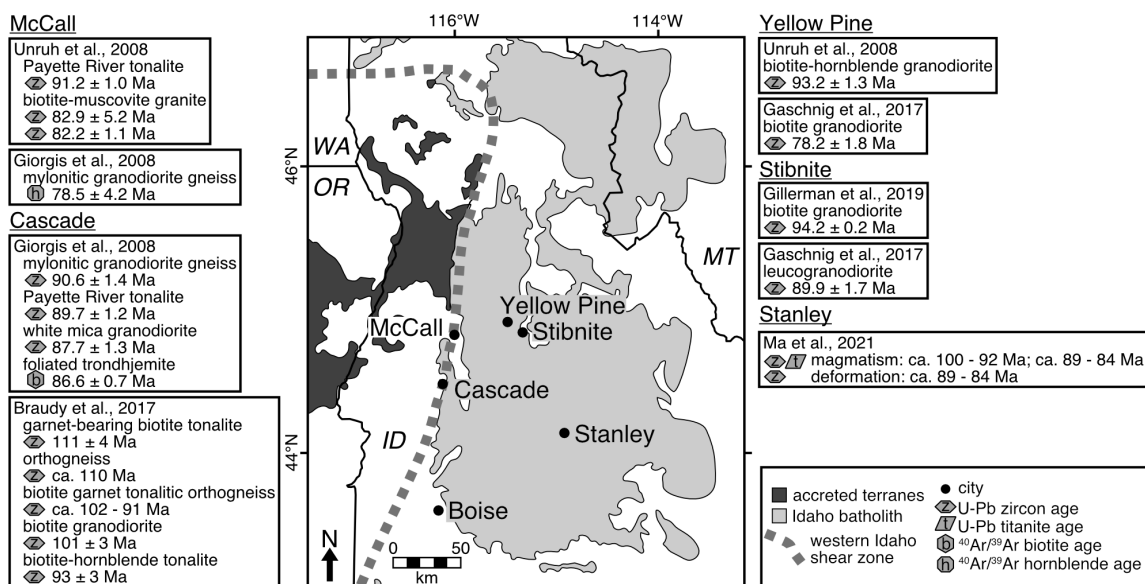 McCall
Unruh et al., 2008
Payette River tonalite
z 91.2 ± 1.0 Ma
biotite-muscovite granite
z 82.9 ± 5.2 Ma
z 82.2 ± 1.1 Ma
Giorgis et al., 2008
mylonitic granodiorite gneiss
h 78.5 ± 4.2 Ma
Cascade
Giorgis et al., 2008
mylonitic granodiorite gneiss
z 90.6 ± 1.4 Ma
Payette River tonalite
z 89.7 ± 1.2 Ma
white mica granodiorite
z 87.7 ± 1.3 Ma
foliated trondhjemite
b 86.6 ± 0.7 Ma
Braudy et al., 2017
garnet-bearing biotite tonalite
z 111 ± 4 Ma
orthogneiss
z ca. 110 Ma
biotite garnet tonalitic orthogneiss
z ca. 102 - 91 Ma
biotite granodiorite
z 101 ± 3 Ma
biotite-hornblende tonalite
z 93 ± 3 Ma
116°W
114°W
46°N
44°N
WA
OR
MT
ID
Yellow Pine
McCall
Stibnite
Cascade
Stanley
Boise
N
0 50
km
Yellow Pine
Unruh et al., 2008
biotite-hornblende granodiorite
z 93.2 ± 1.3 Ma
Gaschnig et al., 2017
biotite granodiorite
z 78.2 ± 1.8 Ma
Stibnite
Gillerman et al., 2019
biotite granodiorite
z 94.2 ± 0.2 Ma
Gaschnig et al., 2017
leucogranodiorite
z 89.9 ± 1.7 Ma
Stanley
Ma et al., 2021
z t magmatism: ca. 100 - 92 Ma; ca. 89 - 84 Ma
z deformation: ca. 89 - 84 Ma
accreted terranes
Idaho batholith
western Idaho
shear zone
city
z U-Pb zircon age
t U-Pb titanite age
b ⁴⁰Ar/³⁹Ar biotite age
h ⁴⁰Ar/³⁹Ar hornblende age